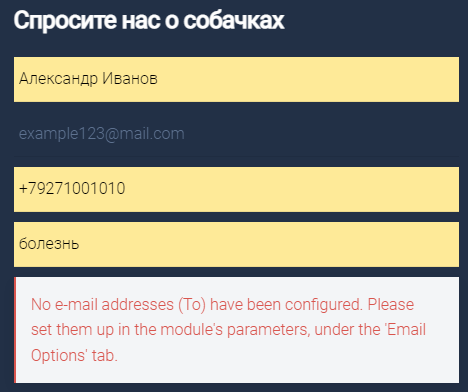 Спросите нас о собачках
Александр Иванов
example123@mail.com
+79271001010
болезнь
No e-mail addresses (To) have been configured. Please
set them up in the module's parameters, under the 'Email
Options' tab.